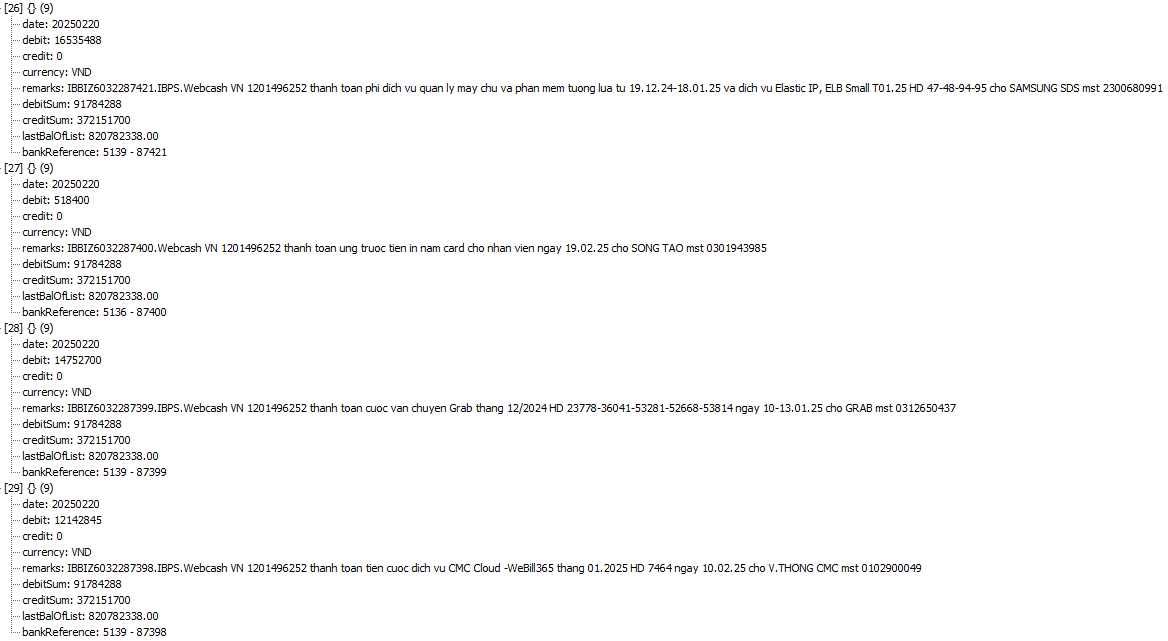 [26] {} (9)
date: 20250220
debit: 16535488
credit: 0
currency: VND
remarks: IBBIZ6032287421.IBPS.Webcash VN 1201496252 thanh toan phi dich vu quan ly may chu va phan mem tuong lua tu 19.12.24-18.01.25 va dich vu Elastic IP, ELB Small T01.25 HD 47-48-94-95 cho SAMSUNG SDS mst 2300680991
debitSum: 91784288
creditSum: 372151700
lastBalOfList: 820782338.00
bankReference: 5139 - 87421
[27] {} (9)
date: 20250220
debit: 518400
credit: 0
currency: VND
remarks: IBBIZ6032287400.Webcash VN 1201496252 thanh toan ung truoc tien in nam card cho nhan vien ngay 19.02.25 cho SONG TAO mst 0301943985
debitSum: 91784288
creditSum: 372151700
lastBalOfList: 820782338.00
bankReference: 5136 - 87400
[28] {} (9)
date: 20250220
debit: 14752700
credit: 0
currency: VND
remarks: IBBIZ6032287399.IBPS.Webcash VN 1201496252 thanh toan cuoc van chuyen Grab thang 12/2024 HD 23778-36041-53281-52668-53814 ngay 10-13.01.25 cho GRAB mst 0312650437
debitSum: 91784288
creditSum: 372151700
lastBalOfList: 820782338.00
bankReference: 5139 - 87399
[29] {} (9)
date: 20250220
debit: 12142845
credit: 0
currency: VND
remarks: IBBIZ6032287398.IBPS.Webcash VN 1201496252 thanh toan tien cuoc dich vu CMC Cloud -WeBill365 thang 01.2025 HD 7464 ngay 10.02.25 cho V.THONG CMC mst 0102900049
debitSum: 91784288
creditSum: 372151700
lastBalOfList: 820782338.00
bankReference: 5139 - 87398